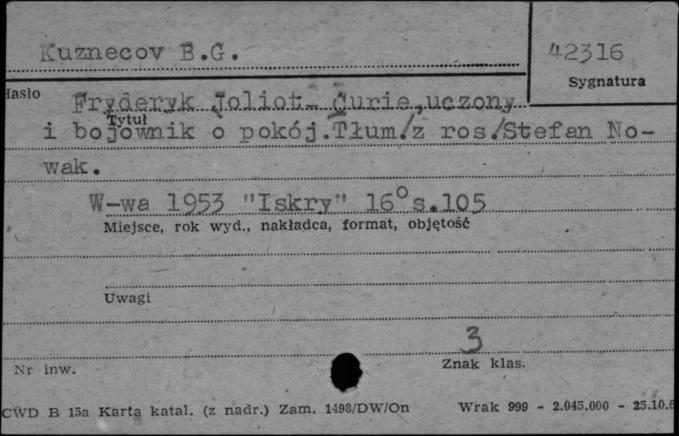 Kuznecov B.G.
42316
Sygnatura
Hasło
Fryderyk Joliot- Curie,uczony
Tytuł
i bojownik o pokój.Tłum./z ros./Stefan No-
wak.
W-wa 1953 "Iskry" 16° s.105
Miejsce, rok wyd., nakładca, format, objętość
Uwagi
3
Nr inw.
Znak klas.
CWD B 15a Karta katal. (z nadr.) Zam. 1498/DW/On
Wrak 999 - 2.045.000 - 25.10.6